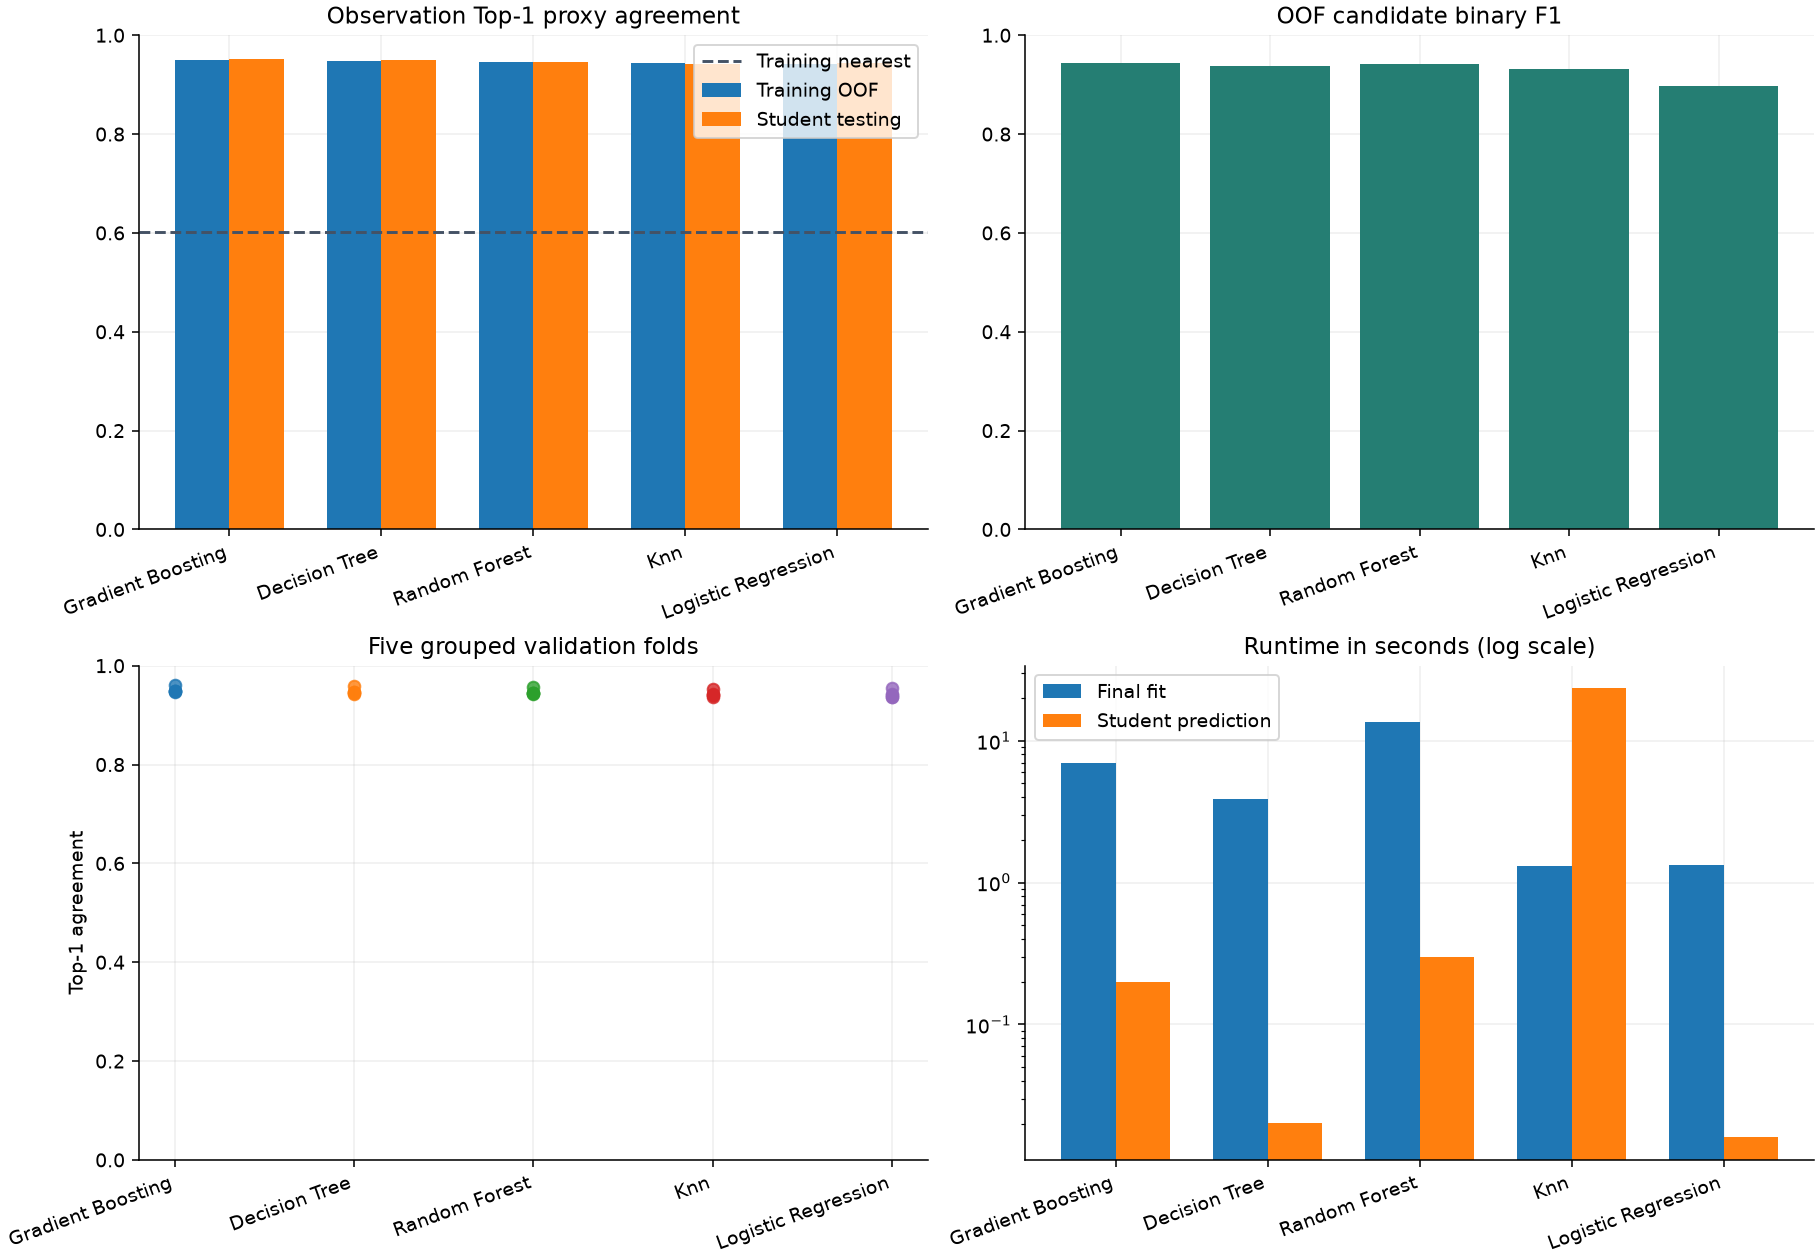 Observation Top-1 proxy agreement
1.0
0.8
0.6
0.4
0.2
0.0
Training nearest
Training OOF
Student testing
Gradient Boosting
Decision Tree
Random Forest
Knn
Logistic Regression
OOF candidate binary F1
1.0
0.8
0.6
0.4
0.2
0.0
Gradient Boosting
Decision Tree
Random Forest
Knn
Logistic Regression
Five grouped validation folds
Top-1 agreement
1.0
0.8
0.6
0.4
0.2
0.0
Gradient Boosting
Decision Tree
Random Forest
Knn
Logistic Regression
Runtime in seconds (log scale)
Final fit
Student prediction
10¹
10⁰
10⁻¹
Gradient Boosting
Decision Tree
Random Forest
Knn
Logistic Regression